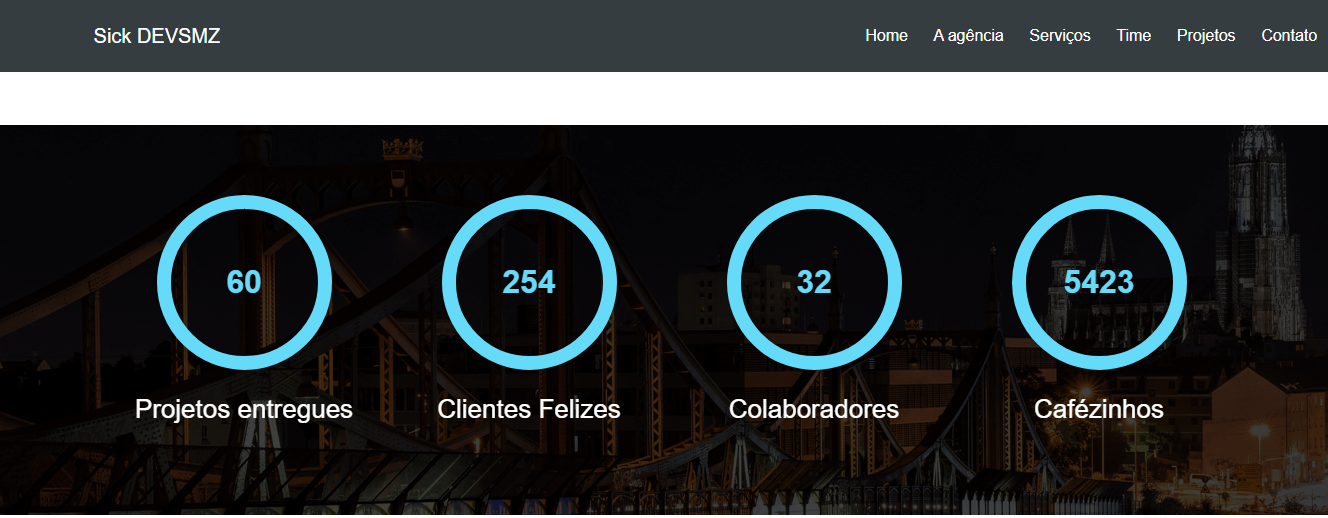 Sick DEVSMZ
Home A agência Serviços Time Projetos Contato
60 254 32 5423
Projetos entregues Clientes Felizes Colaboradores Cafézinhos